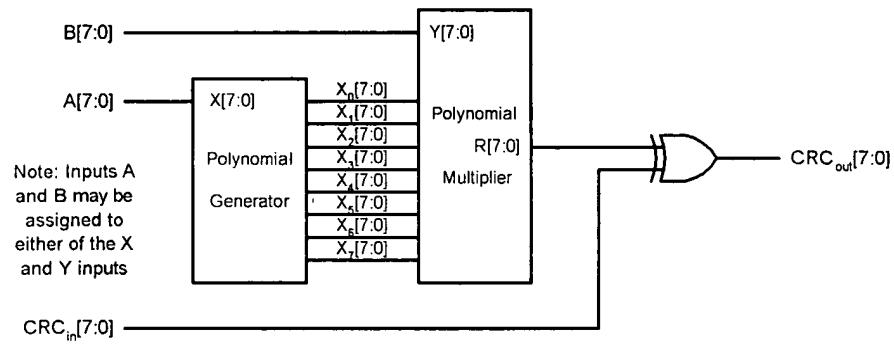 B[7:0]
Y[7:0]
A[7:0]
X[7:0]
X0[7:0]
X1[7:0]
X2[7:0]
X3[7:0]
X4[7:0]
X5[7:0]
X6[7:0]
X7[7:0]
Polynomial
Generator
Polynomial
R[7:0]
Multiplier
CRCout[7:0]
Note: Inputs A
and B may be
assigned to
either of the X
and Y inputs
CRCin[7:0]